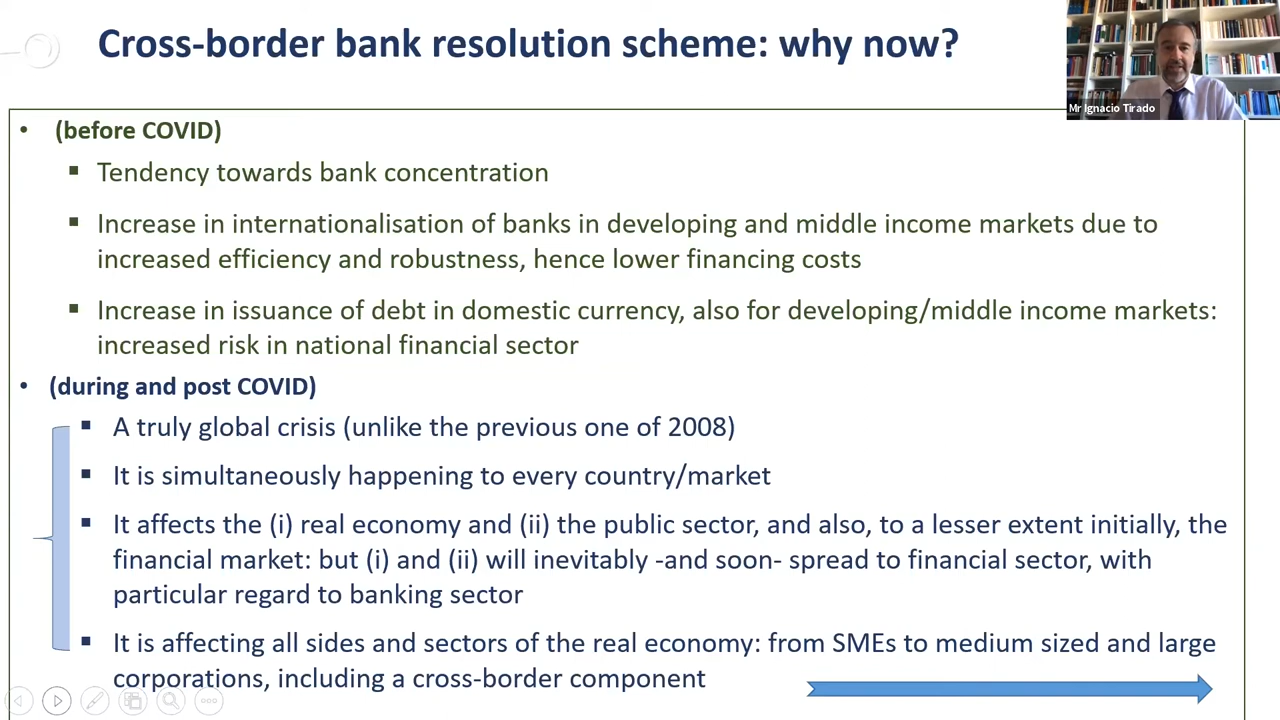 Cross-border bank resolution scheme: why now?
Mr Ignacio Tirado
• (before COVID)
▪ Tendency towards bank concentration
▪ Increase in internationalisation of banks in developing and middle income markets due to
increased efficiency and robustness, hence lower financing costs
▪ Increase in issuance of debt in domestic currency, also for developing/middle income markets:
increased risk in national financial sector
• (during and post COVID)
▪ A truly global crisis (unlike the previous one of 2008)
▪ It is simultaneously happening to every country/market
▪ It affects the (i) real economy and (ii) the public sector, and also, to a lesser extent initially, the
financial market: but (i) and (ii) will inevitably -and soon- spread to financial sector, with
particular regard to banking sector
▪ It is affecting all sides and sectors of the real economy: from SMEs to medium sized and large
corporations, including a cross-border component